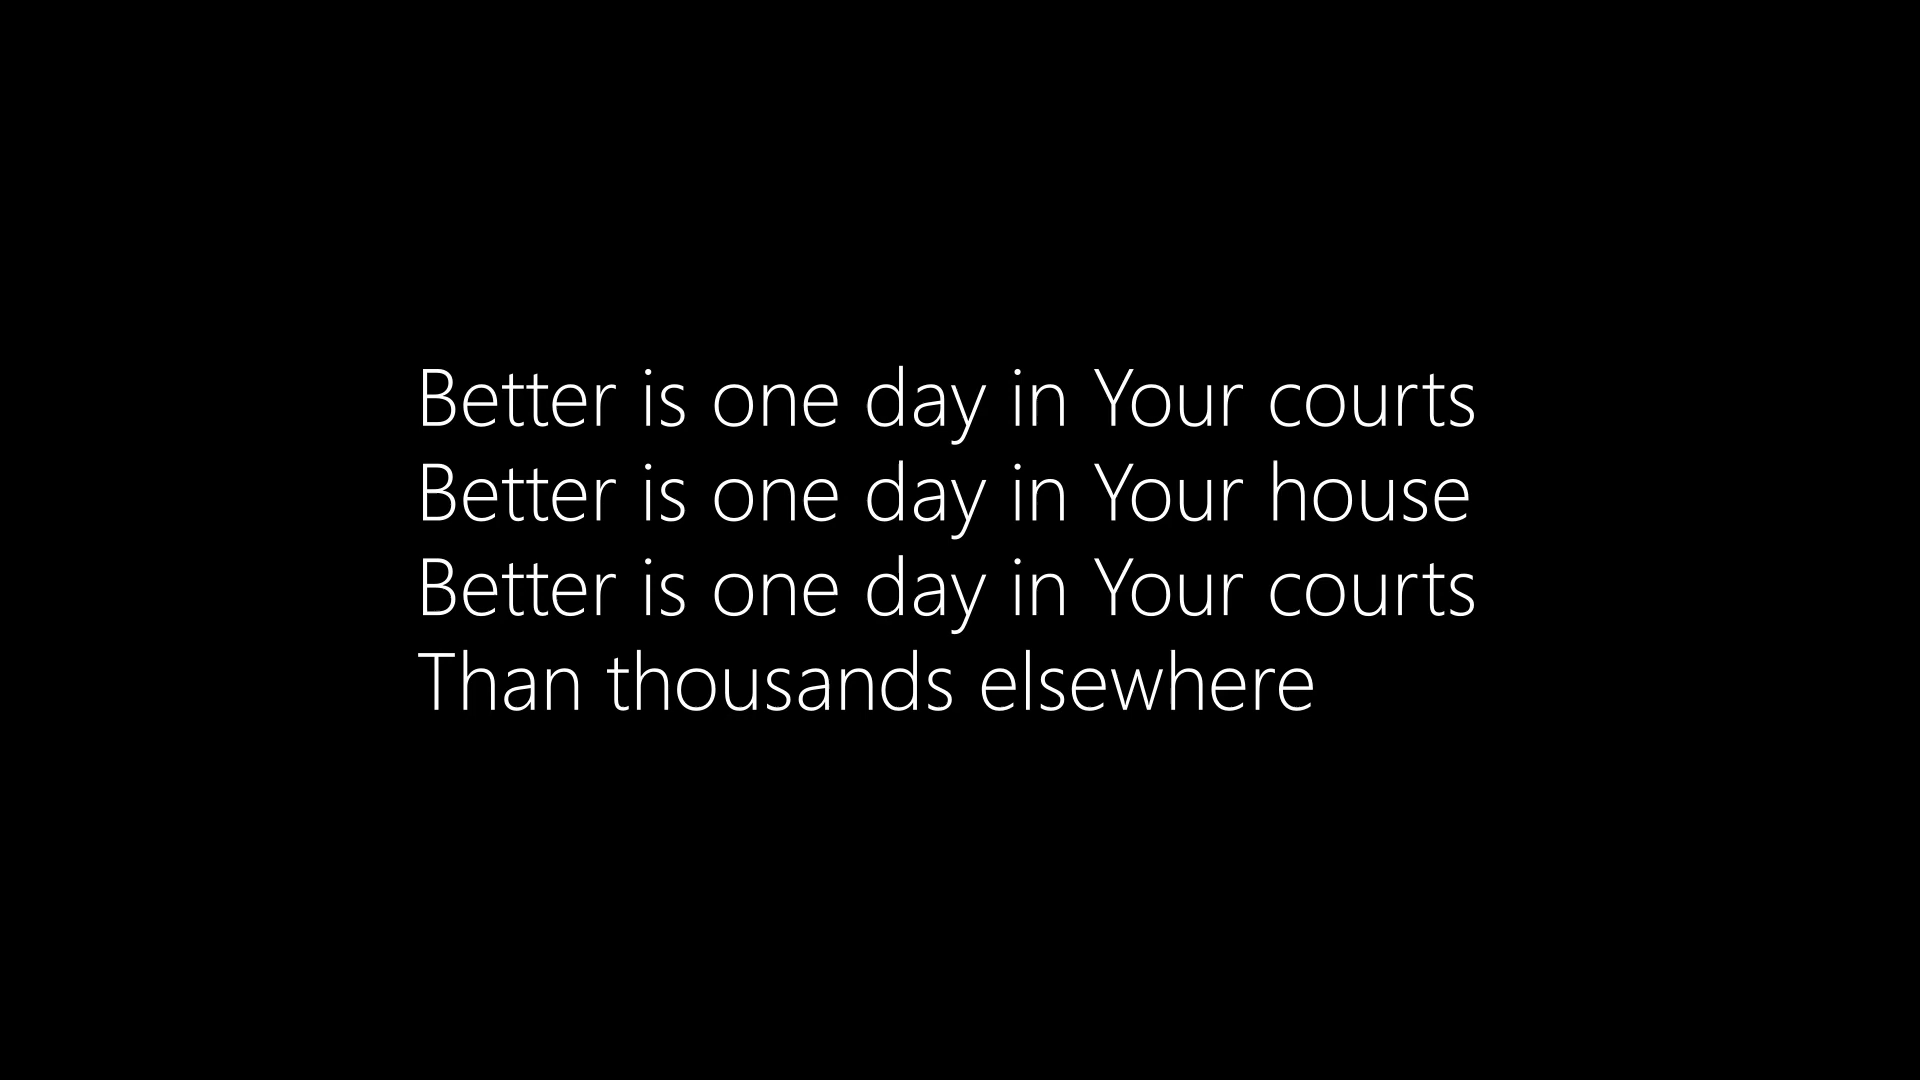 Better is one day in Your courts
Better is one day in Your house
Better is one day in Your courts
Than thousands elsewhere